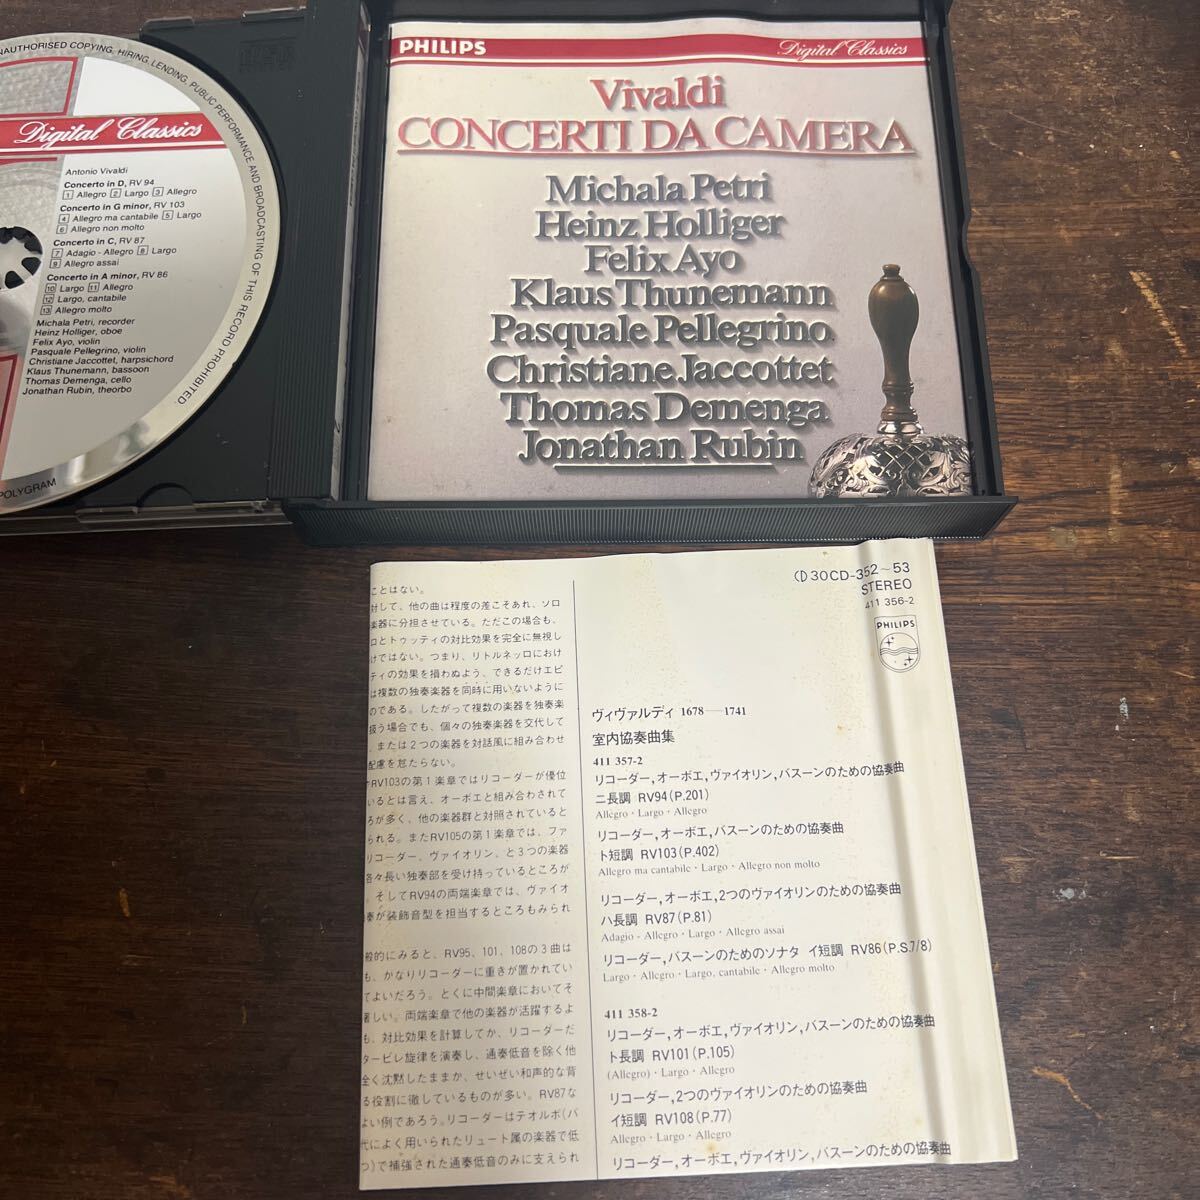 NAUTHORISED COPYING, HIRING, LENDING, PUBLIC PERFORMANCE AND BROADCASTING OF THIS RECORD PROHIBITED.
Digital Classics
Antonio Vivaldi
Concerto in D, RV 94
1 Allegro 2 Largo 3 Allegro
Concerto in G minor, RV 103
4 Allegro ma cantabile 5 Largo
6 Allegro non molto
Concerto in C, RV 87
7 Adagio - Allegro 8 Largo
9 Allegro assai
Concerto in A minor, RV 86
10 Largo 11 Allegro
12 Largo, cantabile
13 Allegro molto
Michala Petri, recorder
Heinz Holliger, oboe
Felix Ayo, violin
Pasquale Pellegrino, violin
Christiane Jaccottet, harpsichord
Klaus Thunemann, bassoon
Thomas Demenga, cello
Jonathan Rubin, theorbo
POLYGRAM
PHILIPS
Digital Classics
Vivaldi
CONCERTI DA CAMERA
Michala Petri
Heinz Holliger
Felix Ayo
Klaus Thunemann
Pasquale Pellegrino
Christiane Jaccottet
Thomas Demenga
Jonathan Rubin
ことはない。
対して、他の曲は程度の差こそあれ、ソロ
楽器に分担させている。ただこの場合も、
ロとトゥッティの対比効果を完全に無視し
けではない。つまり、リトルネッロにおけ
ティの効果を損わぬよう、できるだけエピ
は複数の独奏楽器を同時に用いないように
のである。したがって複数の楽器を独奏楽
扱う場合でも、個々の独奏楽器を交代して
、または2つの楽器を対話風に組み合わせ
配慮を怠たらない。
RV103の第1楽章ではリコーダーが優位
いるとは言え、オーボエと組み合わされて
ろが多く、他の楽器群と対照されていると
られる。またRV105の第1楽章では、ファ
リコーダー、ヴァイオリン、と3つの楽器
各々長い独奏部を受け持っているところが
。そしてRV94の両端楽章では、ヴァイオ
奏が装飾音型を担当するところもみられ
般的にみると、RV95、101、108の3曲は
も、かなりリコーダーに重きが置かれてい
てよいだろう。とくに中間楽章においてそ
著しい。両端楽章で他の楽器が活躍するよ
も、対比効果を計算してか、リコーダーだ
タービレ旋律を演奏し、通奏低音を除く他
全く沈黙したままか、せいぜい和声的な背
る役割に徹しているものが多い。RV87な
よい例であろう。リコーダーはテオルボ(バ
代によく用いられたリュート属の楽器で低
つ)で補強された通奏低音のみに支えられ
30CD-352~53
STEREO
411 356-2
PHILIPS
ヴィヴァルディ 1678——1741
室内協奏曲集
411 357-2
リコーダー,オーボエ,ヴァイオリン,バスーンのための協奏曲
ニ長調 RV94(P.201)
Allegro・Largo・Allegro
リコーダー,オーボエ,バスーンのための協奏曲
ト短調 RV103(P.402)
Allegro ma cantabile・Largo・Allegro non molto
リコーダー,オーボエ,2つのヴァイオリンのための協奏曲
ハ長調 RV87(P.81)
Adagio - Allegro・Largo・Allegro assai
リコーダー,バスーンのためのソナタ イ短調 RV86(P.S.7/8)
Largo・Allegro・Largo, cantabile・Allegro molto
411 358-2
リコーダー,オーボエ,ヴァイオリン,バスーンのための協奏曲
ト長調 RV101(P.105)
(Allegro)・Largo・Allegro
リコーダー,2つのヴァイオリンのための協奏曲
イ短調 RV108(P.77)
Allegro・Largo・Allegro
リコーダー,オーボエ,ヴァイオリン,バスーンのための協奏曲